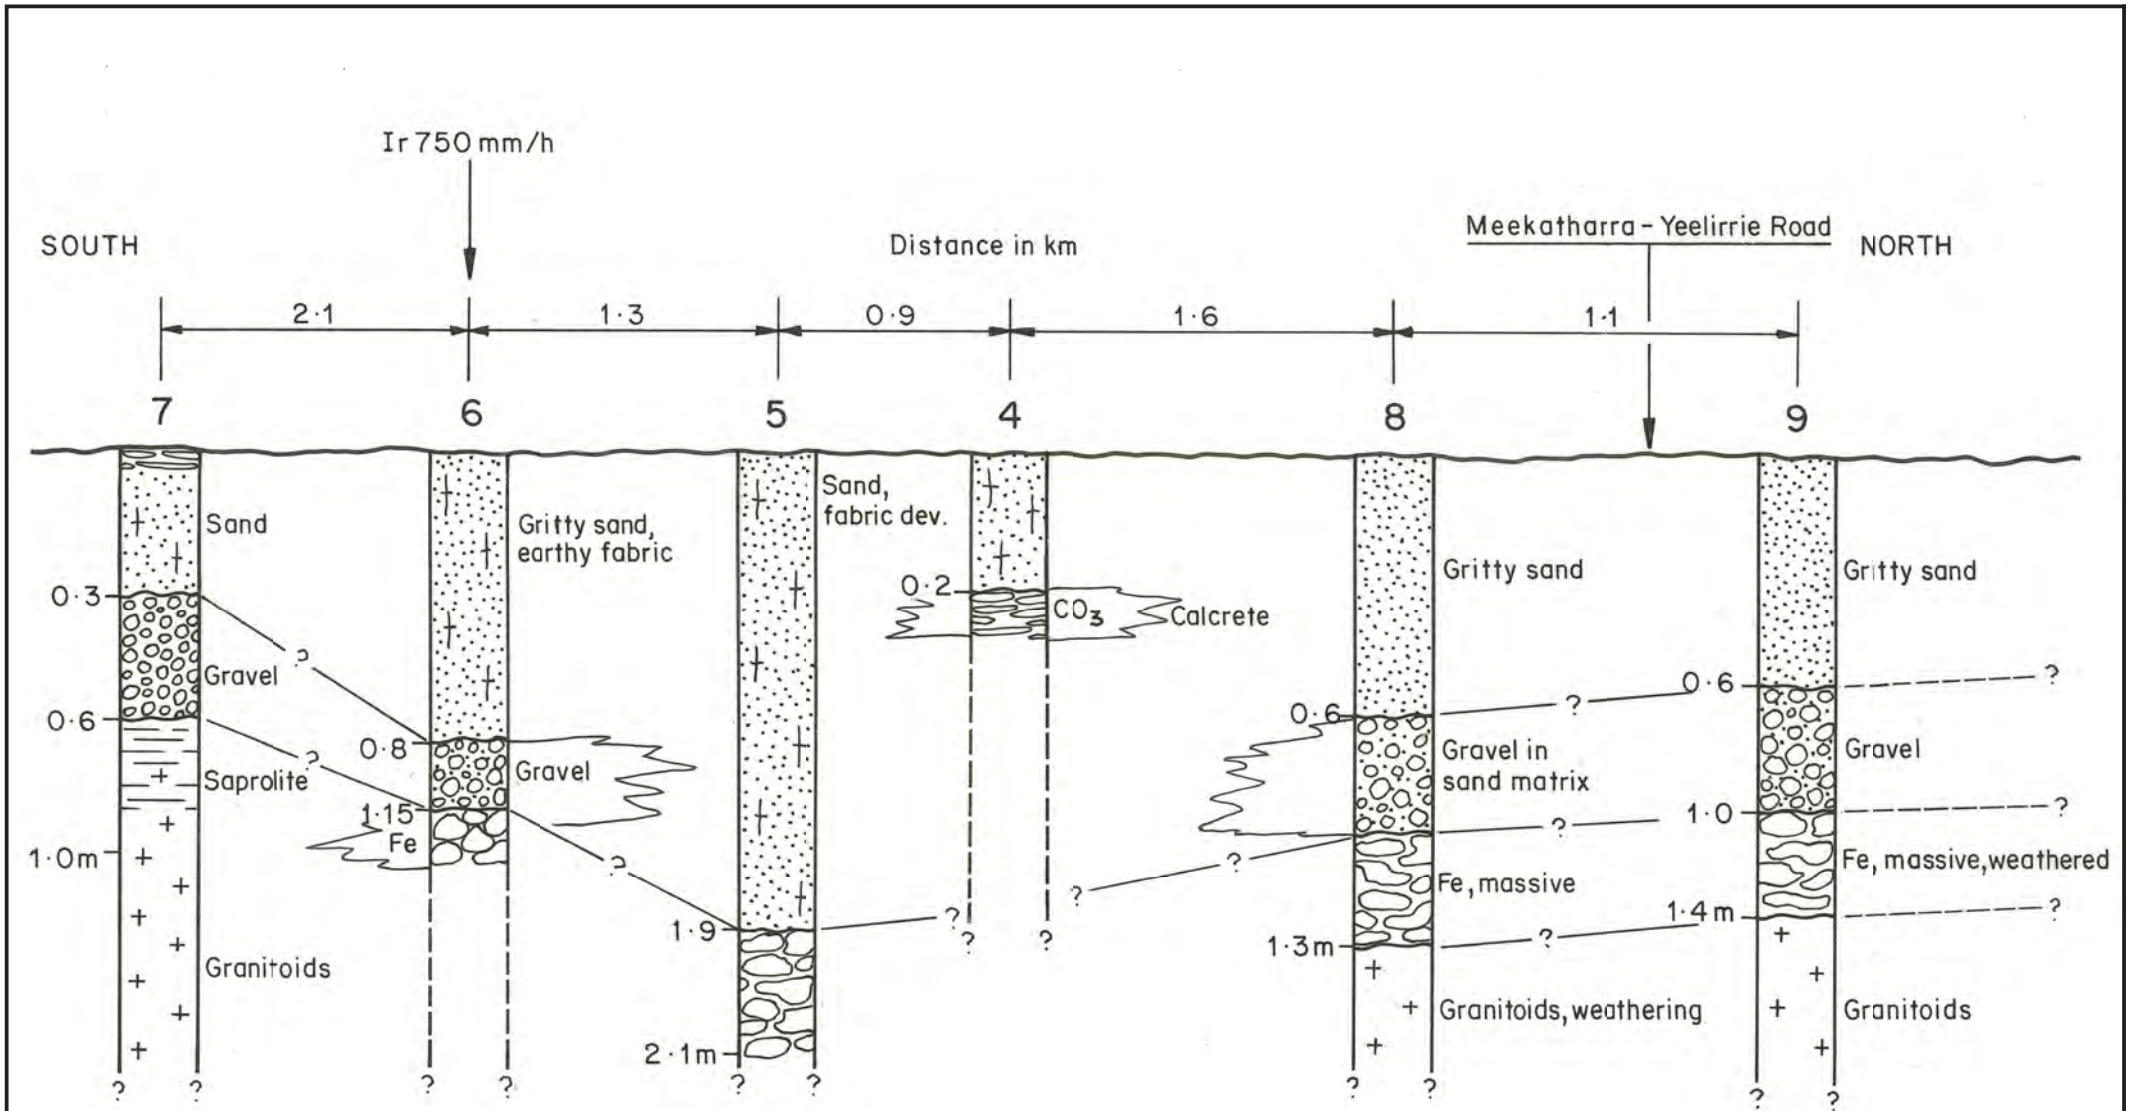 Ir 750 mm/h
SOUTH
Distance in km
Meekatharra - Yeelirrie Road
NORTH
2·1
1·3
0·9
1·6
1·1
7
6
5
4
8
9
Sand
0·3
Gravel
0·6
Saprolite
1·0m
Granitoids
?
?
?
?
Gritty sand,
earthy fabric
0·8
Gravel
1·15
Fe
?
?
?
Sand,
fabric dev.
1·9
2·1m
?
?
?
0·2
CO₃
Calcrete
?
?
?
?
Gritty sand
0·6
Gravel in
sand matrix
Fe, massive
1·3m
Granitoids, weathering
?
?
?
?
?
Gritty sand
0·6
Gravel
1·0
Fe, massive, weathered
1·4m
Granitoids
?
?
?
?
?